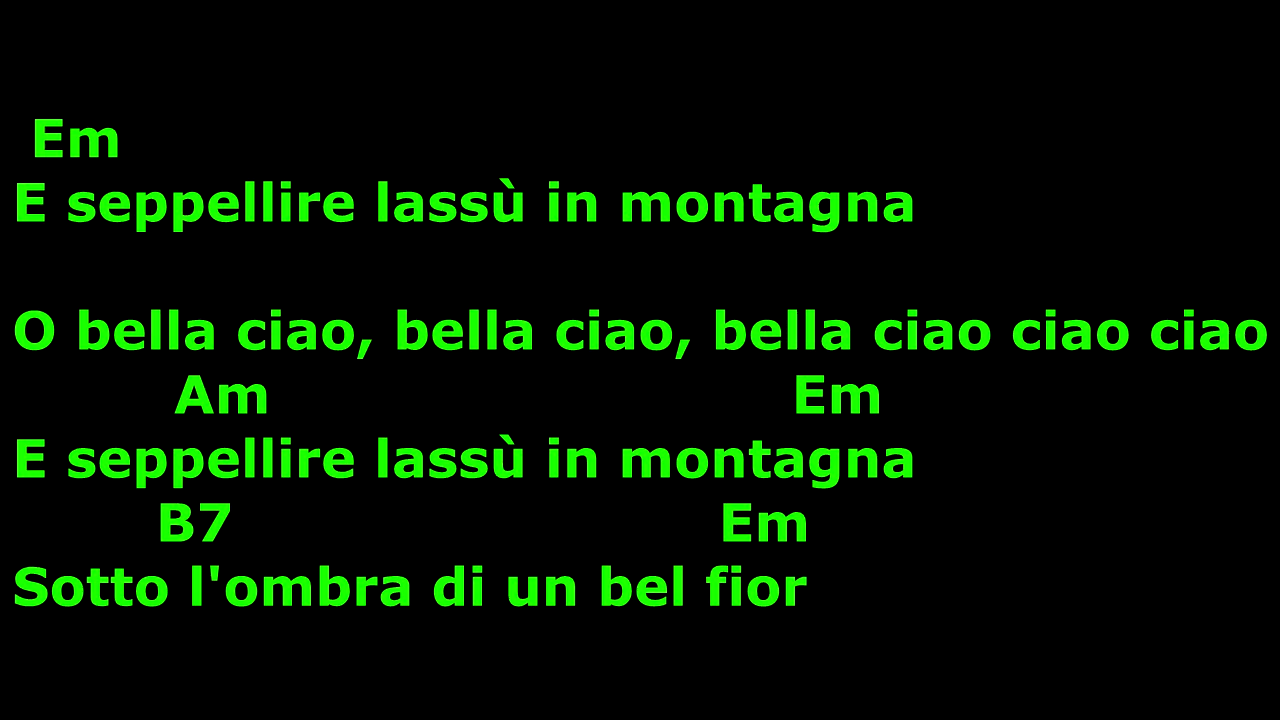 Em
E seppellire lassù in montagna
O bella ciao, bella ciao, bella ciao ciao ciao
Am Em
E seppellire lassù in montagna
B7 Em
Sotto l'ombra di un bel fior